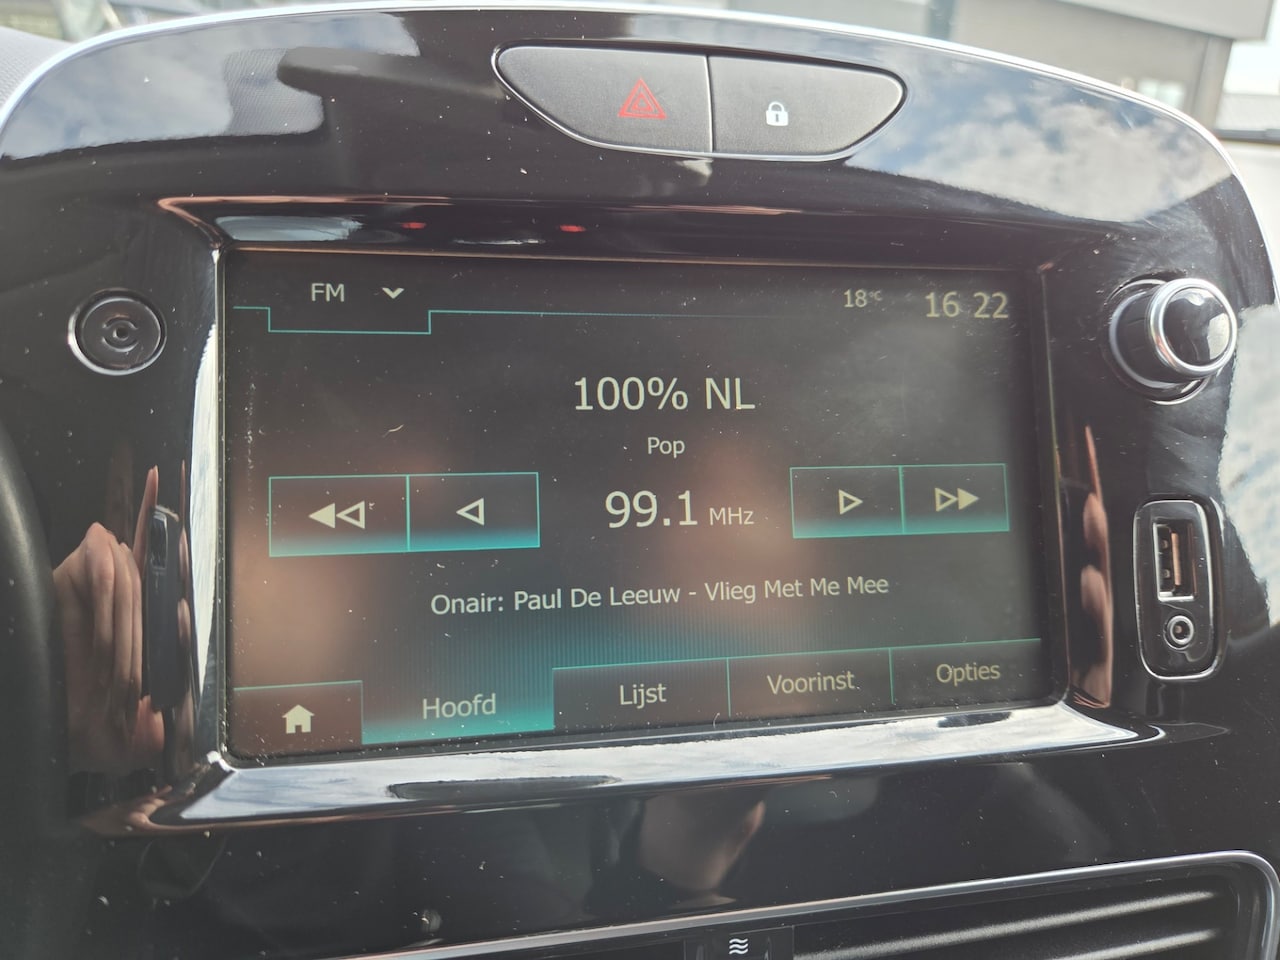 FM
18°C
16 22
100% NL
Pop
99.1 MHz
Onair: Paul De Leeuw - Vlieg Met Me Mee
Hoofd
Lijst
Voorinst
Opties